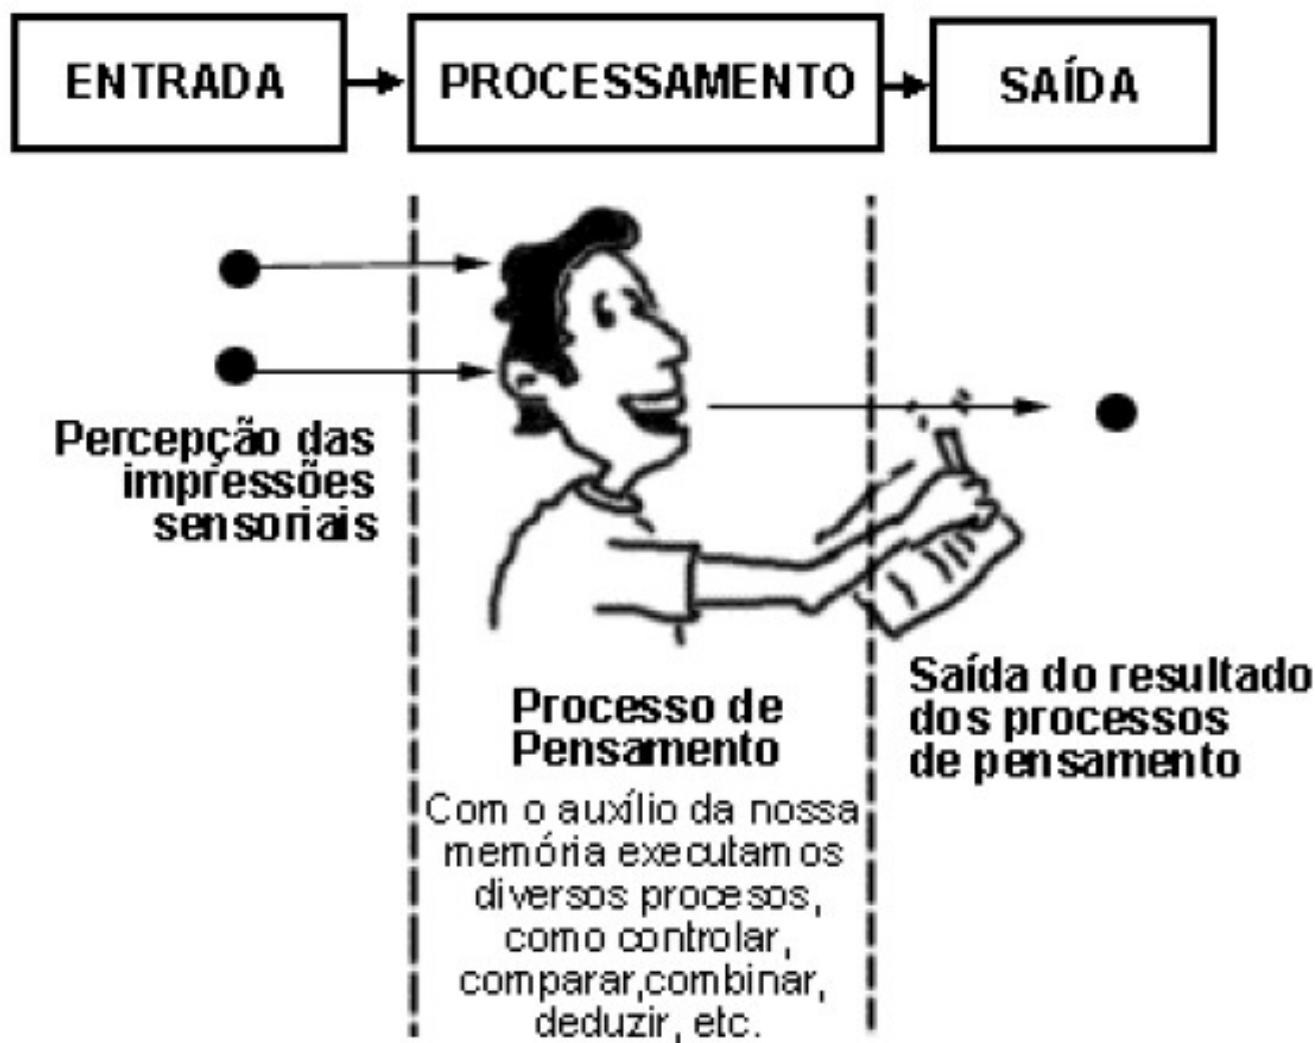 ENTRADA
PROCESSAMENTO
SAÍDA
Percepção das
impressões
sensoriais
Processo de
Pensamento
Com o auxílio da nossa
memória executamos
diversos procesos,
como controlar,
comparar,combinar,
deduzir, etc.
Saída do resultado
dos processos
de pensamento